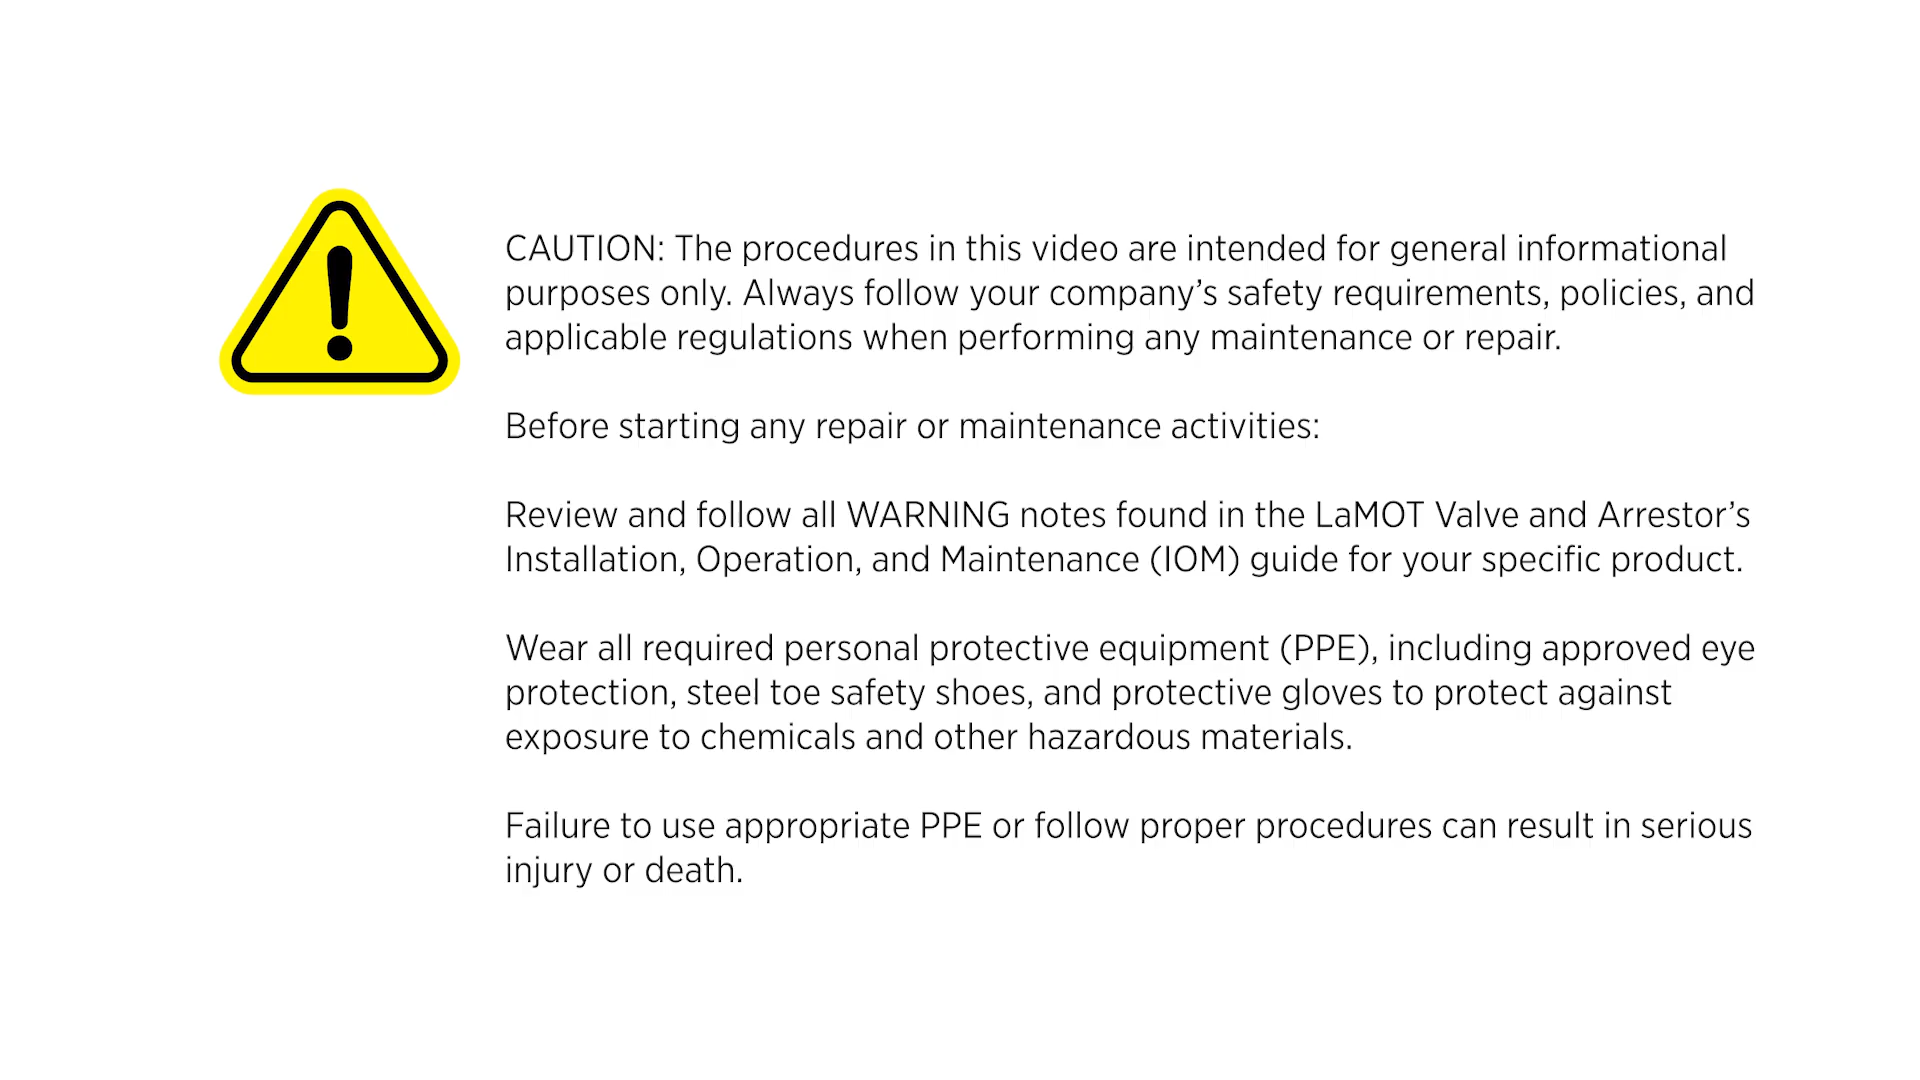 CAUTION: The procedures in this video are intended for general informational
purposes only. Always follow your company’s safety requirements, policies, and
applicable regulations when performing any maintenance or repair.
Before starting any repair or maintenance activities:
Review and follow all WARNING notes found in the LaMOT Valve and Arrestor’s
Installation, Operation, and Maintenance (IOM) guide for your specific product.
Wear all required personal protective equipment (PPE), including approved eye
protection, steel toe safety shoes, and protective gloves to protect against
exposure to chemicals and other hazardous materials.
Failure to use appropriate PPE or follow proper procedures can result in serious
injury or death.